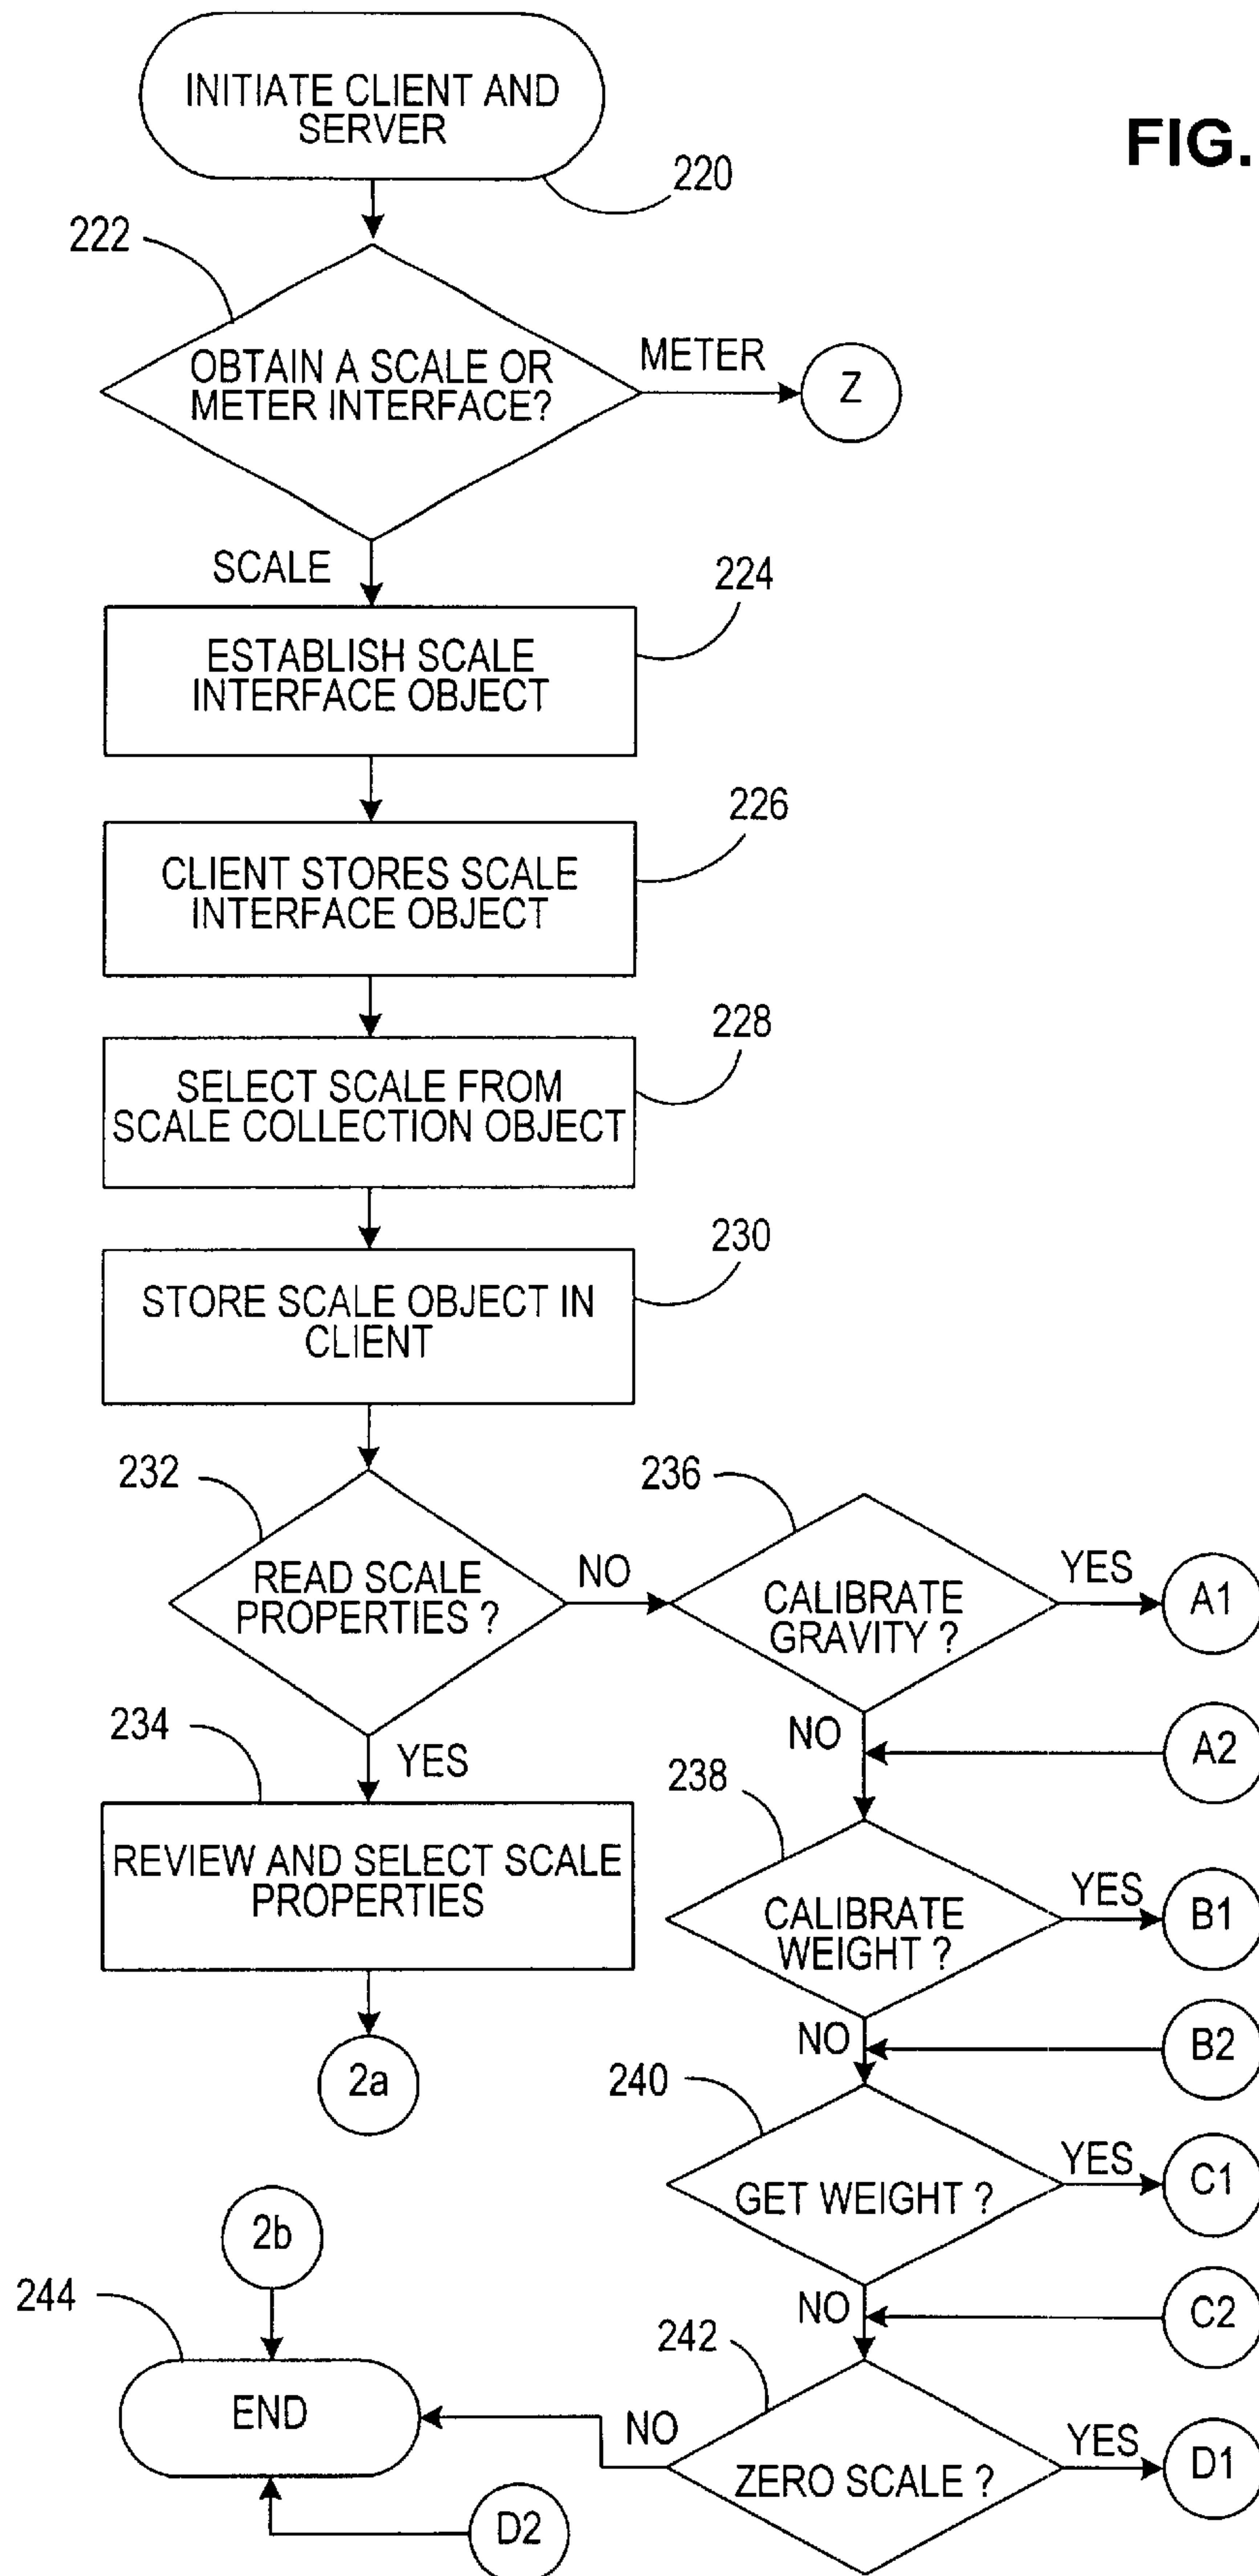 INITIATE CLIENT AND
SERVER
FIG.
220
222
OBTAIN A SCALE OR
METER INTERFACE?
METER
Z
SCALE
224
ESTABLISH SCALE
INTERFACE OBJECT
226
CLIENT STORES SCALE
INTERFACE OBJECT
228
SELECT SCALE FROM
SCALE COLLECTION OBJECT
230
STORE SCALE OBJECT IN
CLIENT
232
READ SCALE
PROPERTIES ?
NO
236
CALIBRATE
GRAVITY ?
YES
A1
234
YES
NO
A2
REVIEW AND SELECT SCALE
PROPERTIES
238
CALIBRATE
WEIGHT ?
YES
B1
2a
NO
B2
240
GET WEIGHT ?
YES
C1
2b
244
END
NO
C2
242
NO
ZERO SCALE ?
YES
D1
D2